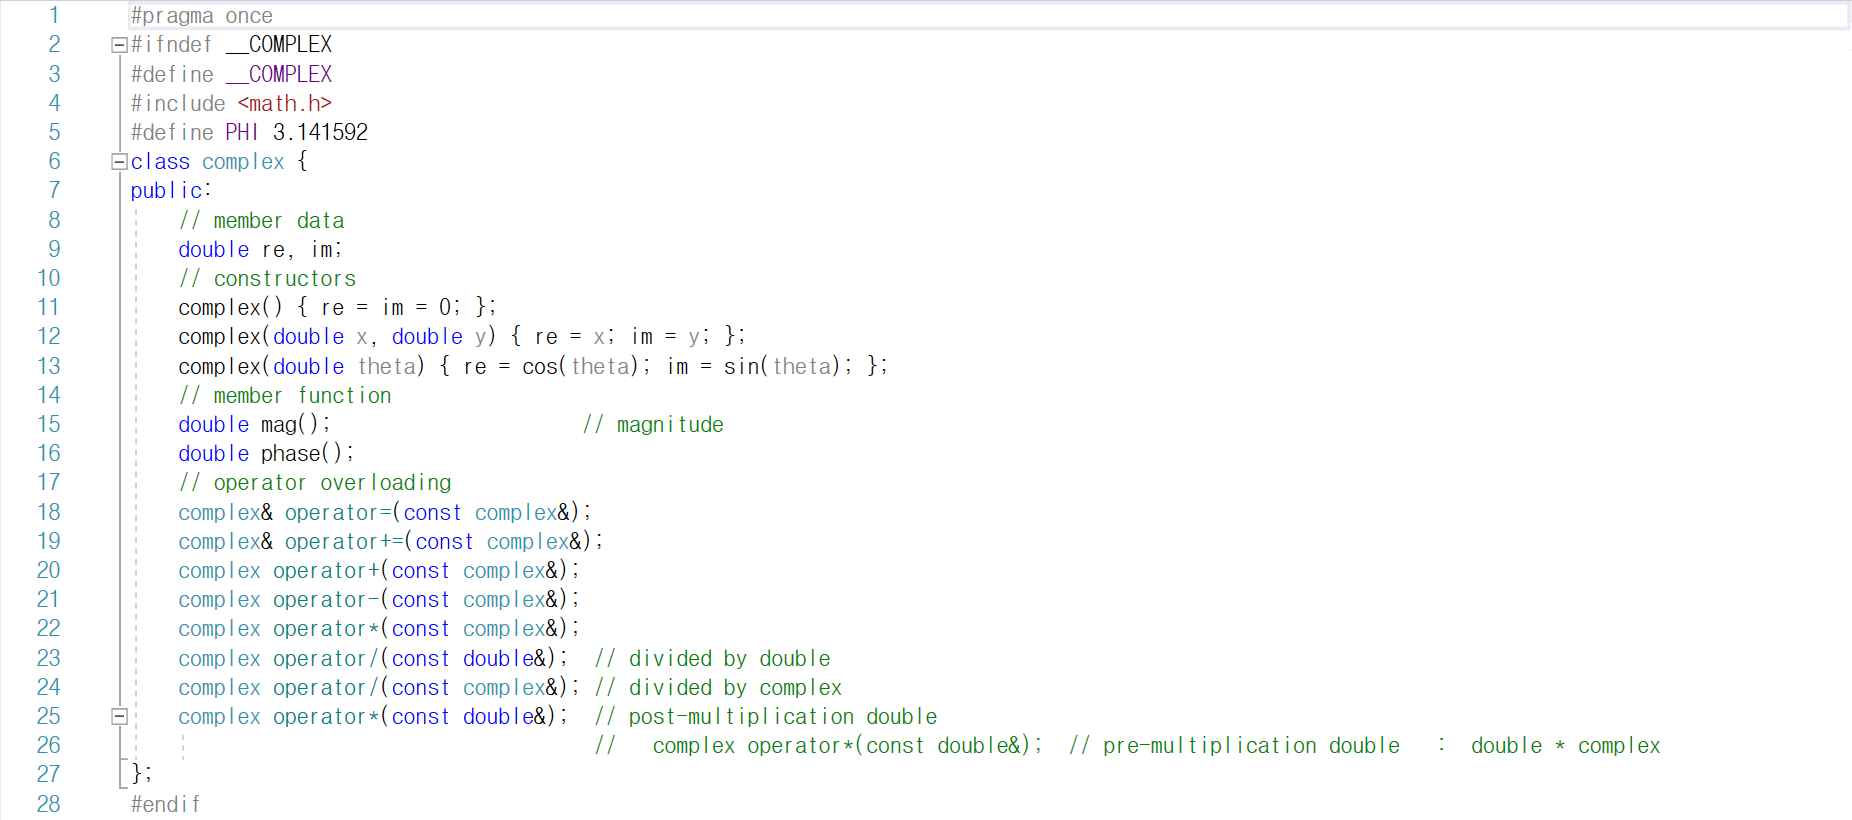 1 #pragma once
2 #ifndef __COMPLEX
3 #define __COMPLEX
4 #include <math.h>
5 #define PHI 3.141592
6 class complex {
7 public:
8 // member data
9 double re, im;
10 // constructors
11 complex() { re = im = 0; };
12 complex(double x, double y) { re = x; im = y; };
13 complex(double theta) { re = cos(theta); im = sin(theta); };
14 // member function
15 double mag(); // magnitude
16 double phase();
17 // operator overloading
18 complex& operator=(const complex&);
19 complex& operator+=(const complex&);
20 complex operator+(const complex&);
21 complex operator-(const complex&);
22 complex operator*(const complex&);
23 complex operator/(const double&); // divided by double
24 complex operator/(const complex&); // divided by complex
25 complex operator*(const double&); // post-multiplication double
26 // complex operator*(const double&); // pre-multiplication double : double * complex
27 };
28 #endif